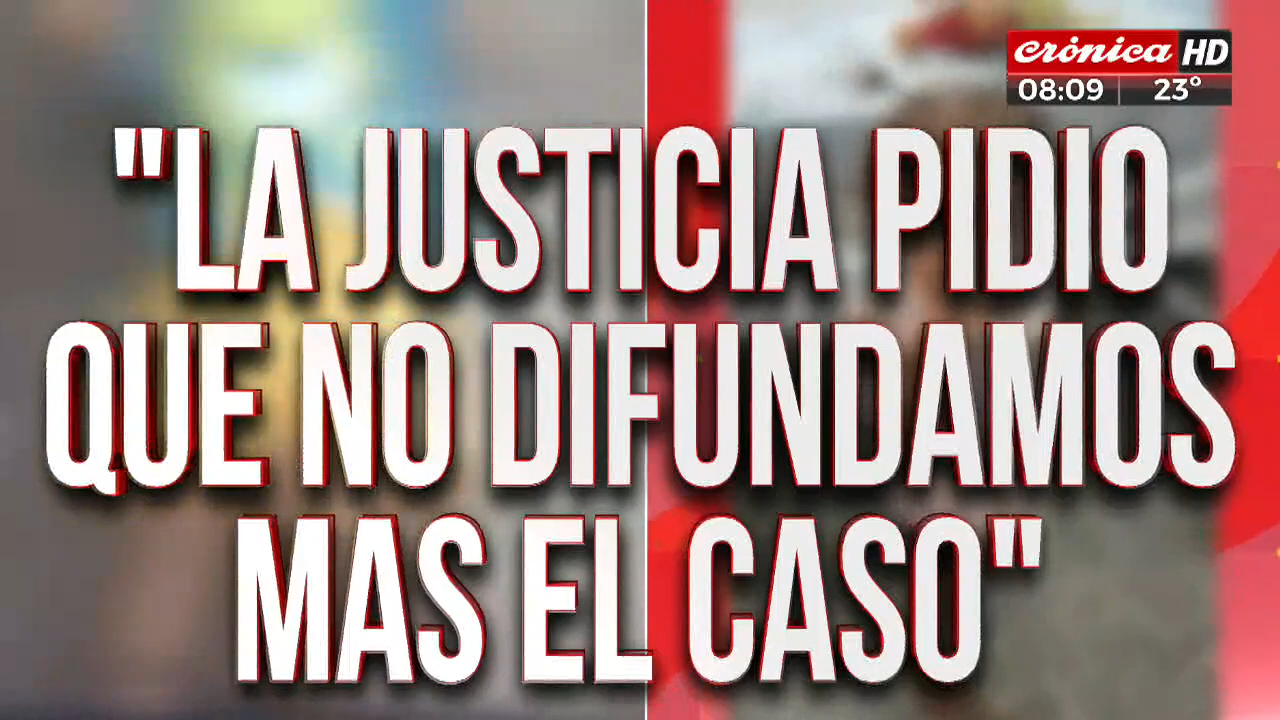 crónica HD
08:09 23°
"LA JUSTICIA PIDIO
QUE NO DIFUNDAMOS
MAS EL CASO"